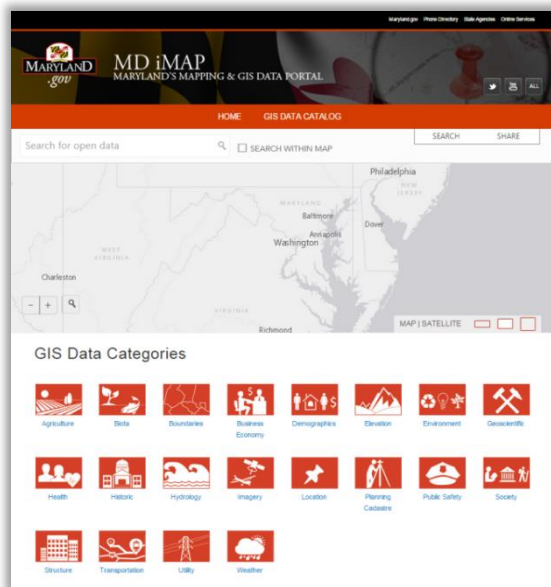 Maryland.gov Phone Directory State Agencies Online Services
MARYLAND
.gov
MD iMAP
MARYLAND'S MAPPING & GIS DATA PORTAL
ALL
HOME GIS DATA CATALOG
Search for open data
SEARCH WITHIN MAP
SEARCH SHARE
Philadelphia
NEW
JERSEY
MARYLAND
Baltimore
Annapolis
Dover
Washington
WEST
VIRGINIA
Charleston
- +
VIRGINIA
Richmond
MAP | SATELLITE
GIS Data Categories
Agriculture Biota Boundaries Business Economy Demographics Elevation Environment Geoscientific
Health Historic Hydrology Imagery Location Planning Cadastre Public Safety Society
Structure Transportation Utility Weather